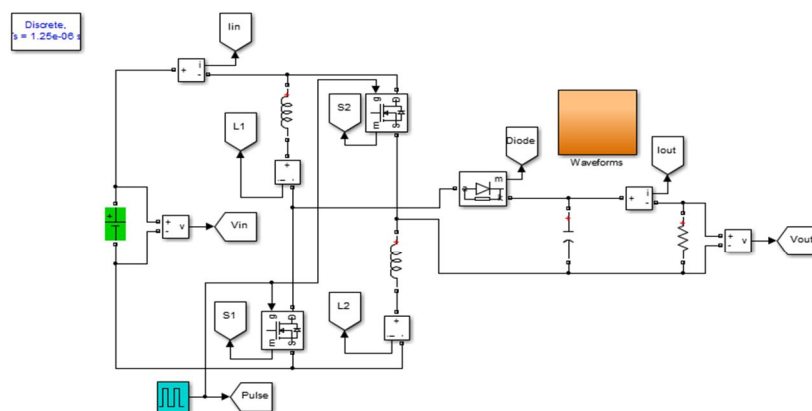 Discrete,
's = 1.25e-06 s
Iin
+
i
-
L1
S2
g
D
m
S
Diode
m
Waveforms
Iout
+
i
-
+
+
-
v
Vin
+
i
-
+
-
v
Vout
S1
g
D
m
S
L2
+
i
-
Pulse